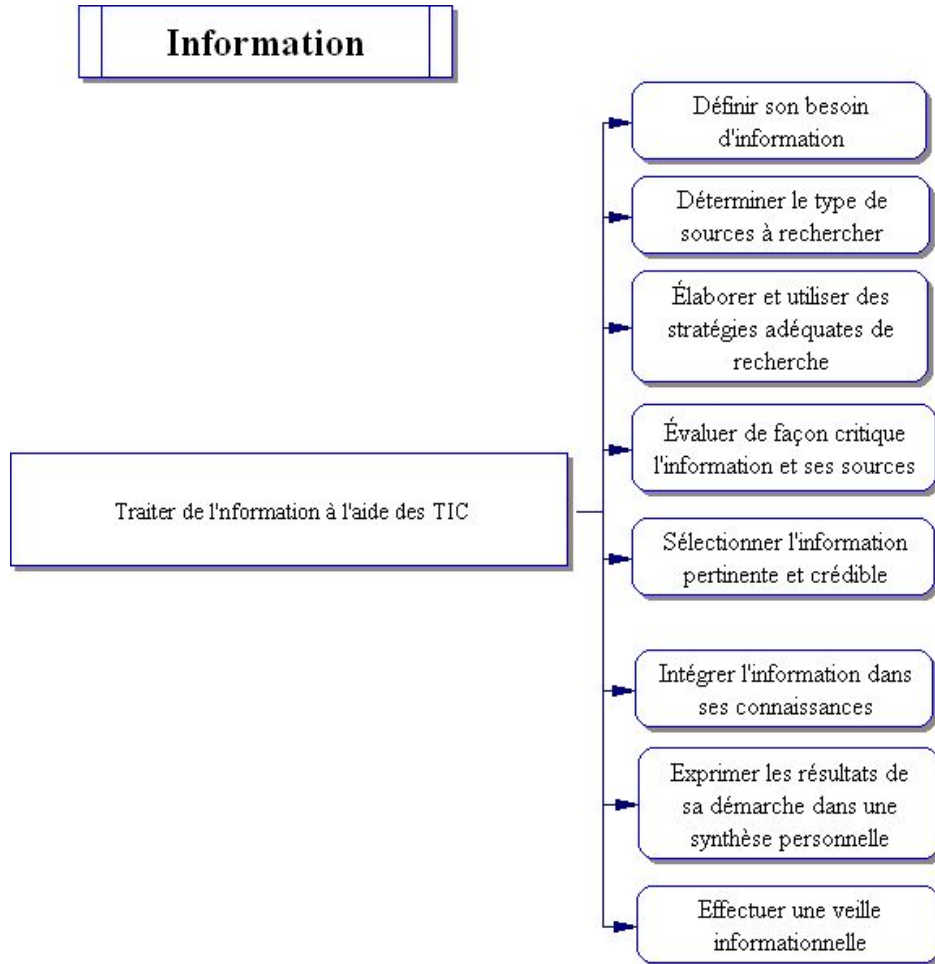 Information
Définir son besoin
d'information
Déterminer le type de
sources à rechercher
Élaborer et utiliser des
stratégies adéquates de
recherche
Évaluer de façon critique
l'information et ses sources
Traiter de l'nformation à l'aide des TIC
Sélectionner l'information
pertinente et crédible
Intégrer l'information dans
ses connaissances
Exprimer les résultats de
sa démarche dans une
synthèse personnelle
Effectuer une veille
informationnelle